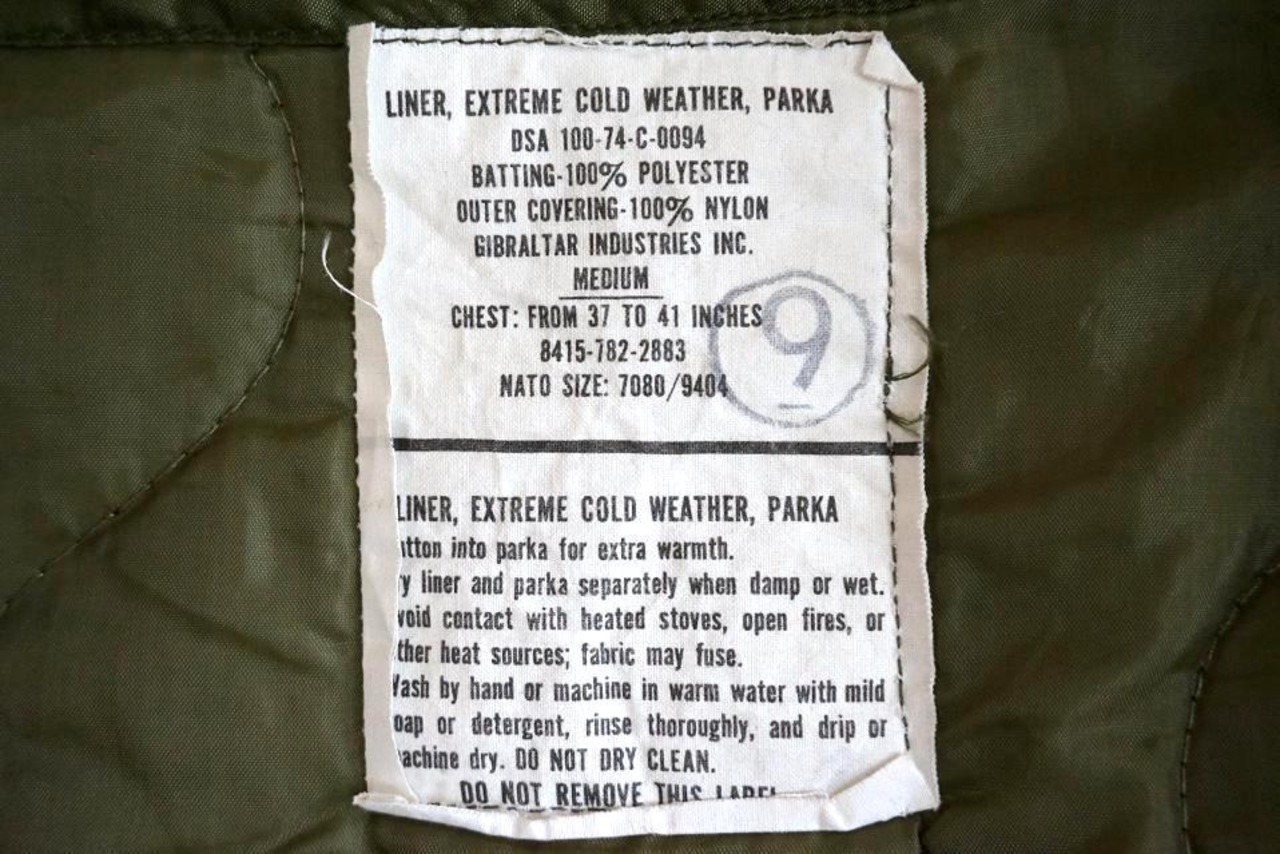 LINER, EXTREME COLD WEATHER, PARKA
DSA 100-74-C-0094
BATTING-100% POLYESTER
OUTER COVERING-100% NYLON
GIBRALTAR INDUSTRIES INC.
MEDIUM
CHEST: FROM 37 TO 41 INCHES
8415-782-2883
NATO SIZE: 7080/9404
9
LINER, EXTREME COLD WEATHER, PARKA
tton into parka for extra warmth.
y liner and parka separately when damp or wet.
void contact with heated stoves, open fires, or
ther heat sources; fabric may fuse.
ash by hand or machine in warm water with mild
oap or detergent, rinse thoroughly, and drip or
achine dry. DO NOT DRY CLEAN.
DO NOT REMOVE THIS LABEL